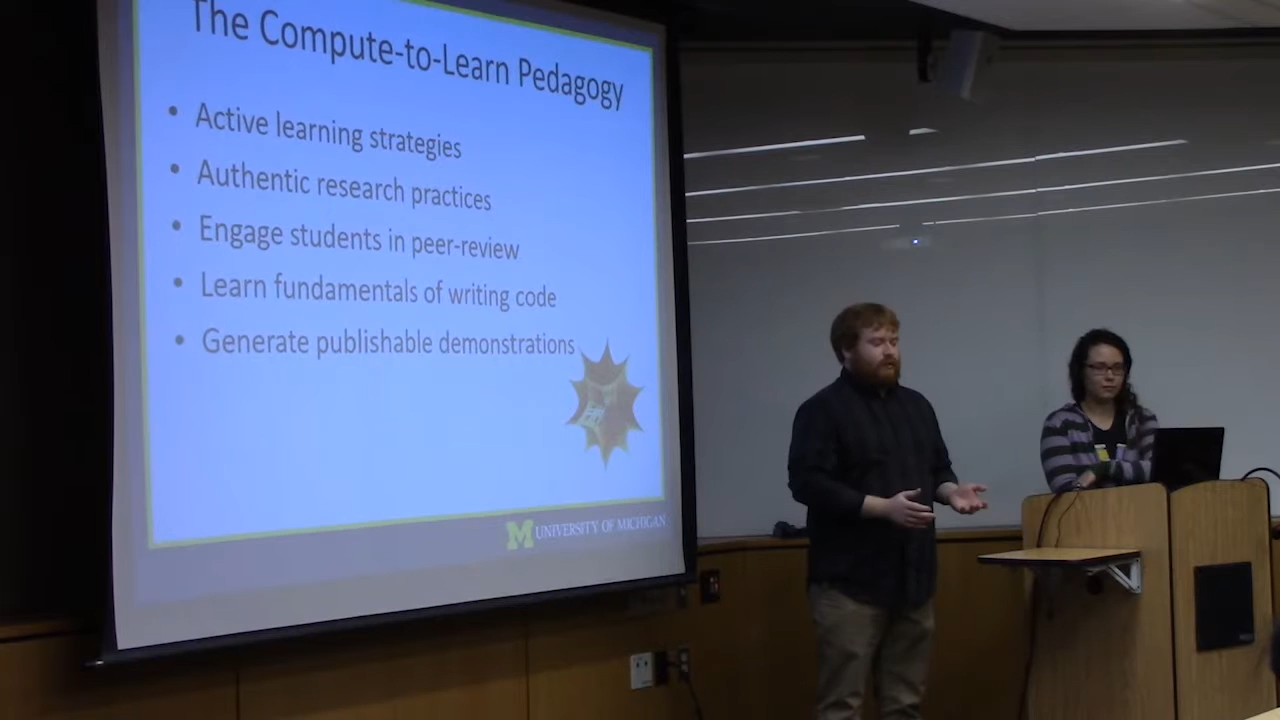 The Compute-to-Learn Pedagogy
• Active learning strategies
• Authentic research practices
• Engage students in peer-review
• Learn fundamentals of writing code
• Generate publishable demonstrations
M UNIVERSITY OF MICHIGAN